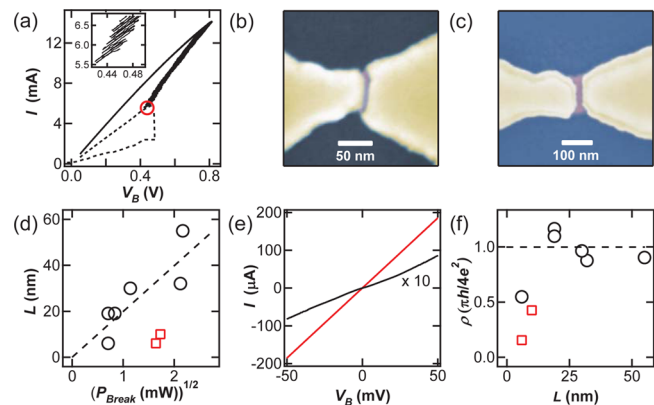 (a)
14
12
8
4
0
I (mA)
0.0
0.4
0.8
V_B (V)
6.5
6.0
5.5
0.44
0.48
(b)
50 nm
(c)
100 nm
(d)
60
40
20
0
L (nm)
0
1
2
(P_Break (mW))^1/2
(e)
200
100
0
-100
-200
I (µA)
-50
0
50
V_B (mV)
x 10
(f)
1.0
0.5
0.0
ρ (πh/4e²)
0
20
40
L (nm)